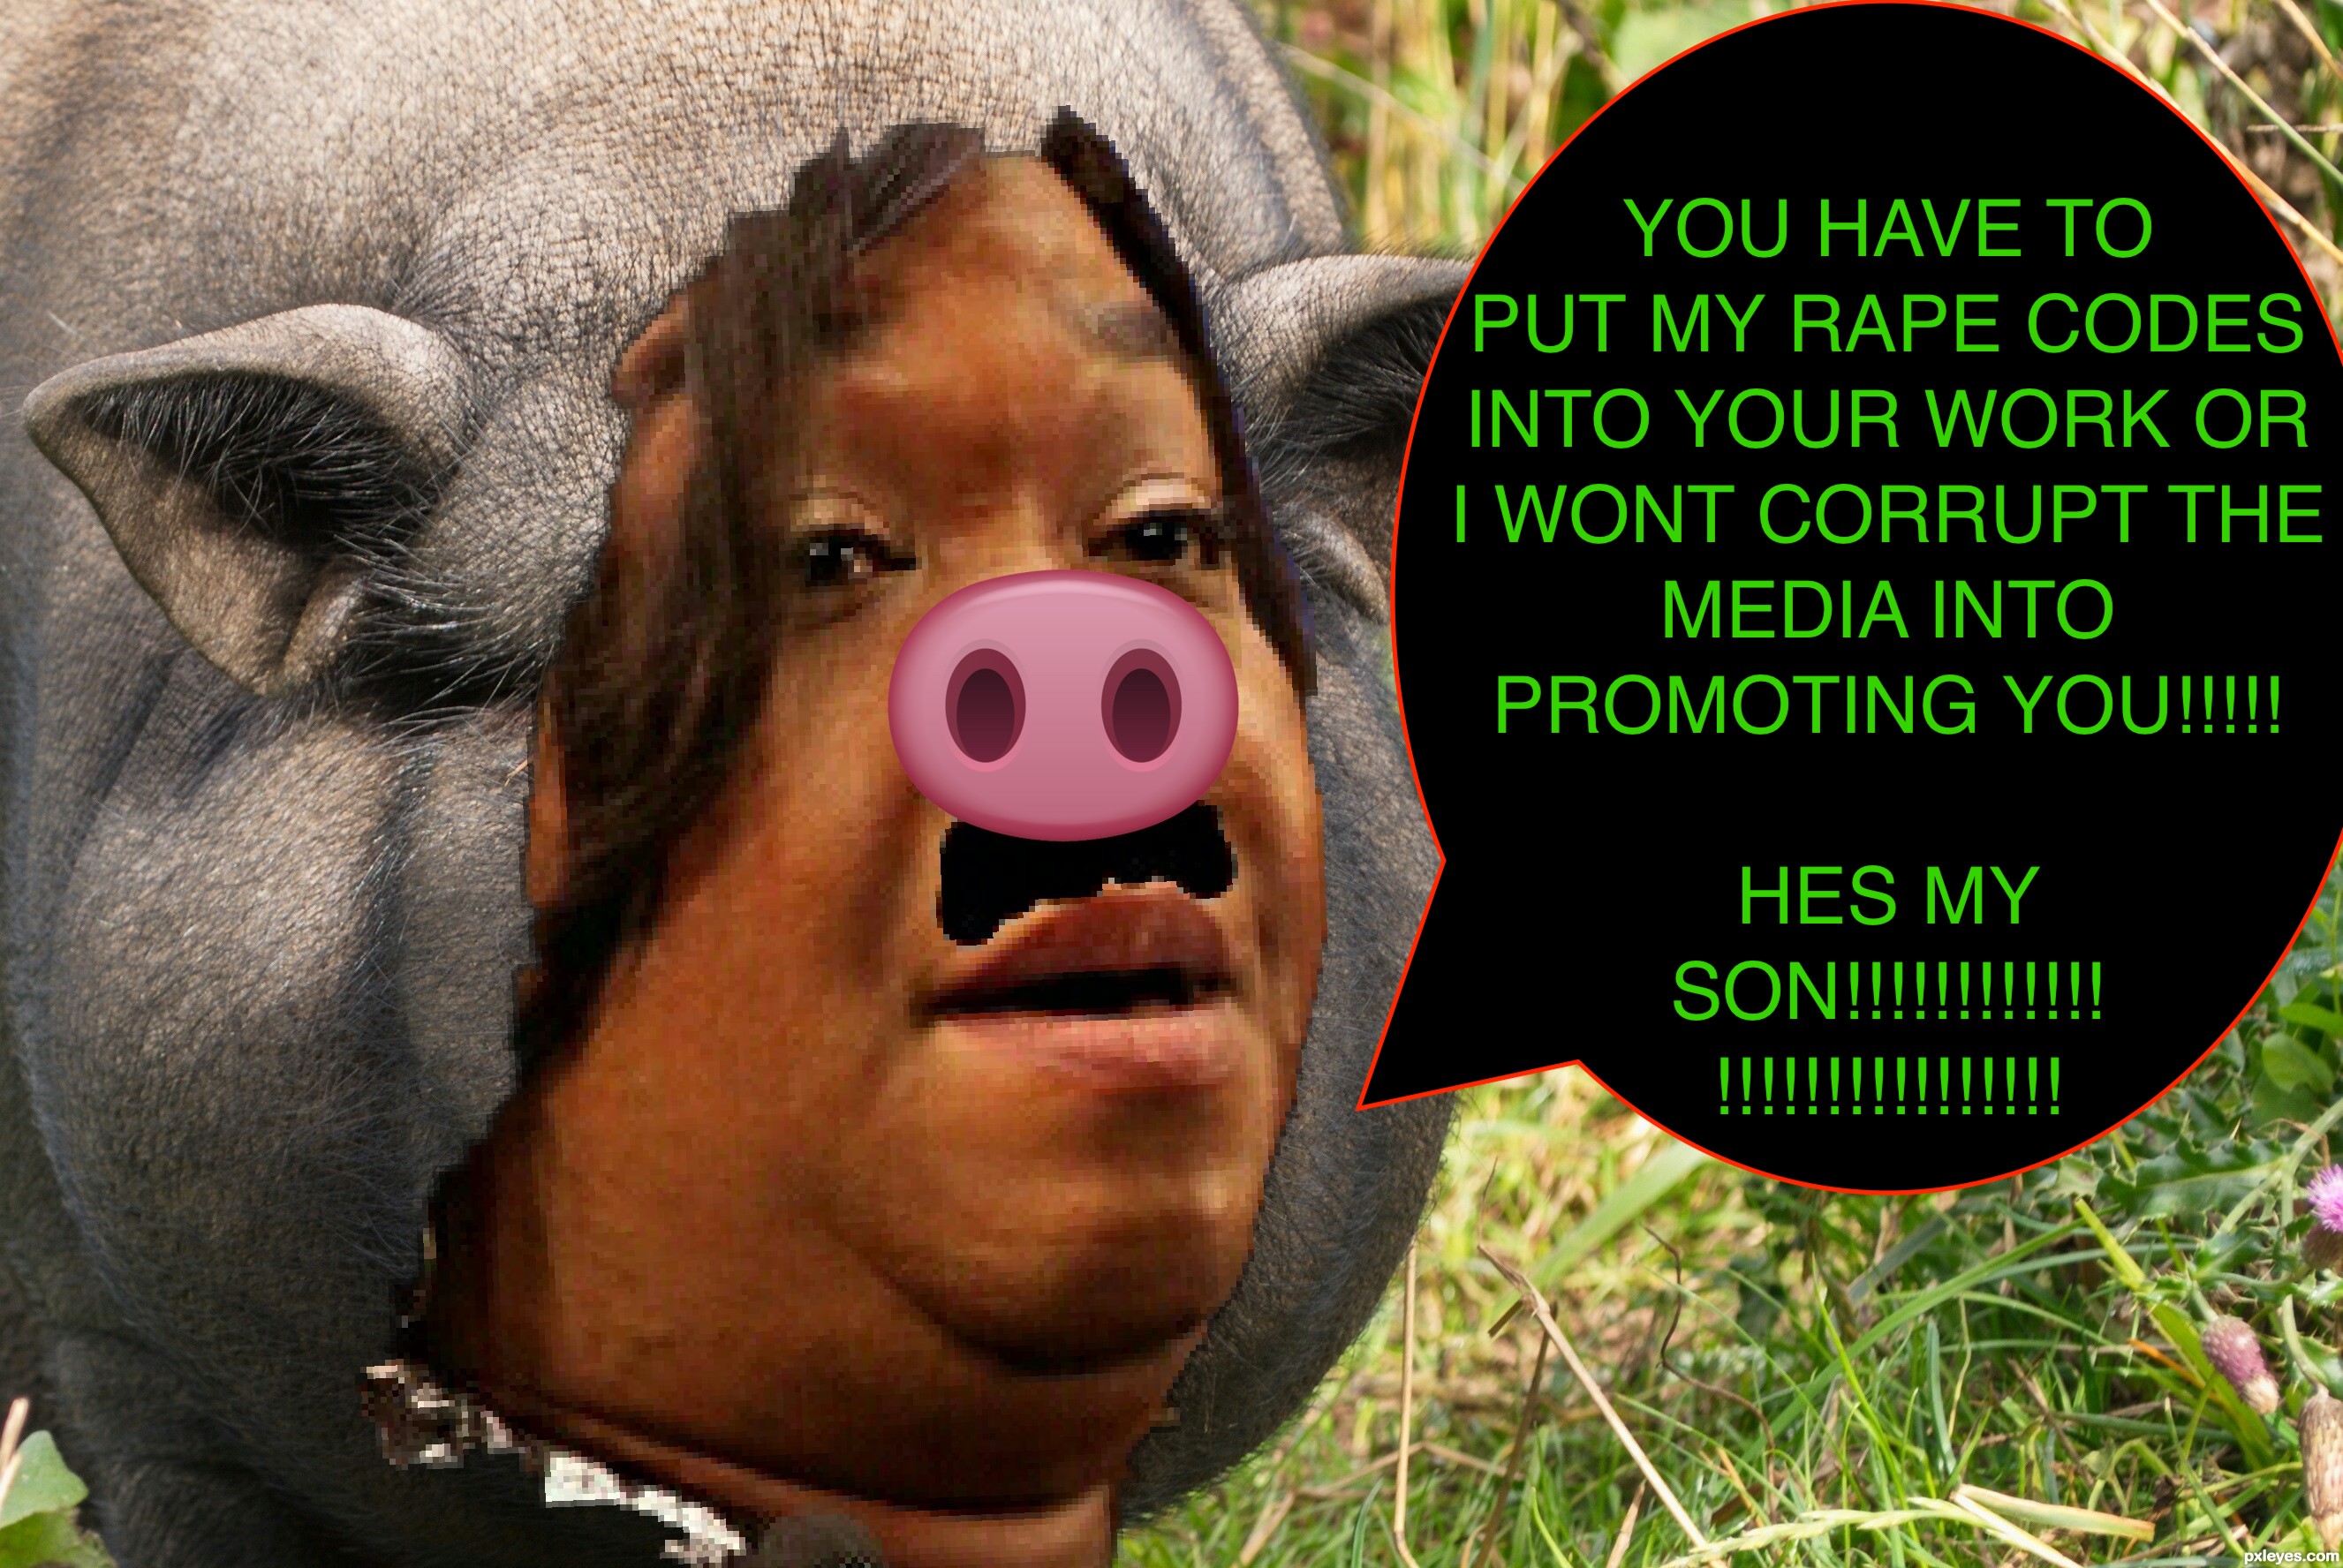 YOU HAVE TO
PUT MY RAPE CODES
INTO YOUR WORK OR
I WONT CORRUPT THE
MEDIA INTO
PROMOTING YOU!!!!!
HES MY
SON!!!!!!!!!!!!
!!!!!!!!!!!!!!!!
pxleyes.com